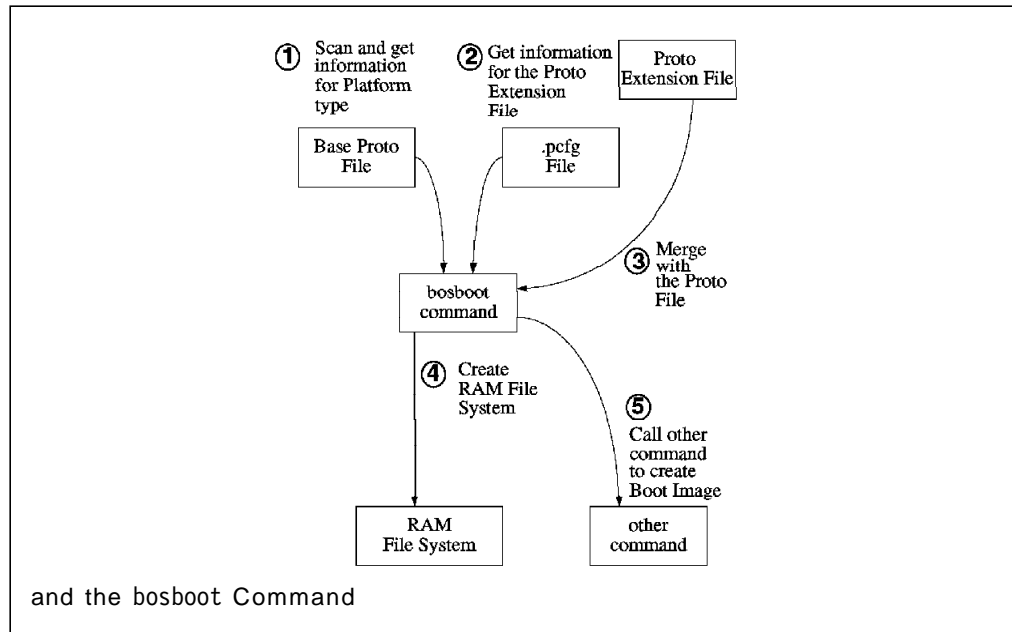 ① Scan and get
information
for Platform
type
② Get information
for the Proto
Extension
File
Proto
Extension File
Base Proto
File
.pcfg
File
③ Merge
with
the Proto
File
bosboot
command
④ Create
RAM File
System
⑤
Call other
command
to create
Boot Image
RAM
File System
other
command
and the bosboot Command